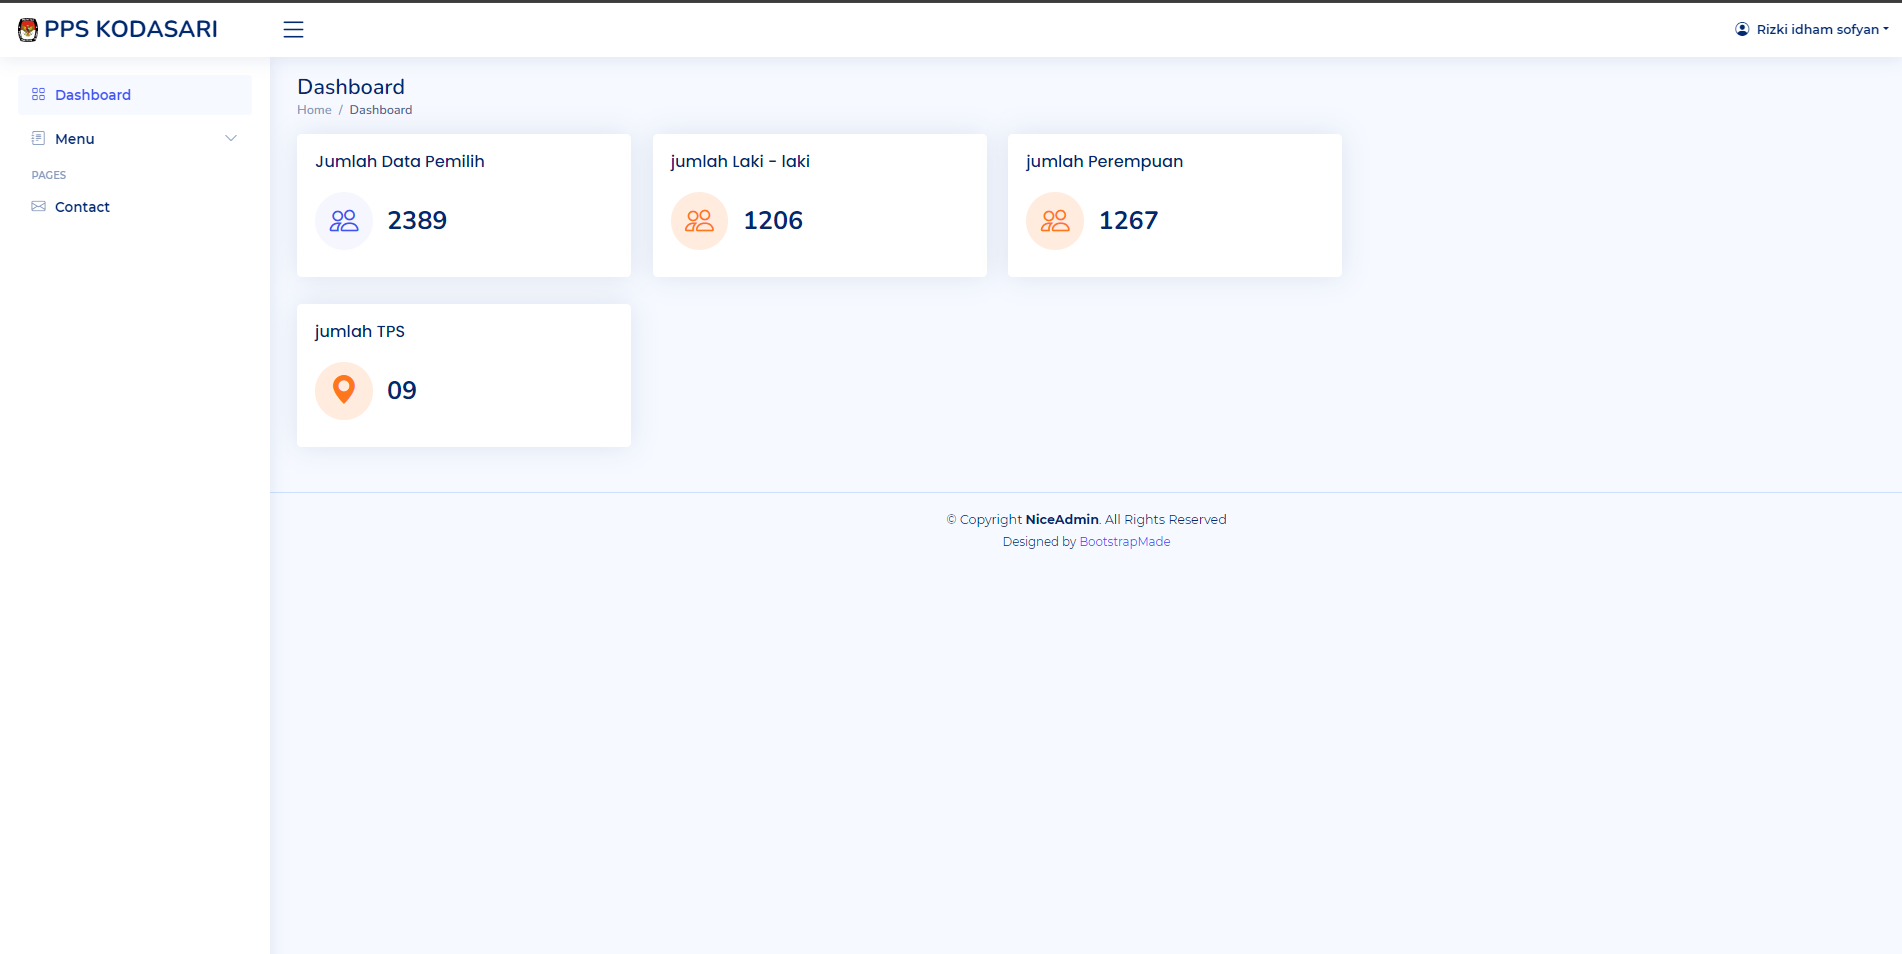 PPS KODASARI
Rizki idham sofyan
Dashboard
Menu
PAGES
Contact
Dashboard
Home / Dashboard
Jumlah Data Pemilih
2389
jumlah Laki - laki
1206
jumlah Perempuan
1267
jumlah TPS
09
© Copyright NiceAdmin. All Rights Reserved
Designed by BootstrapMade